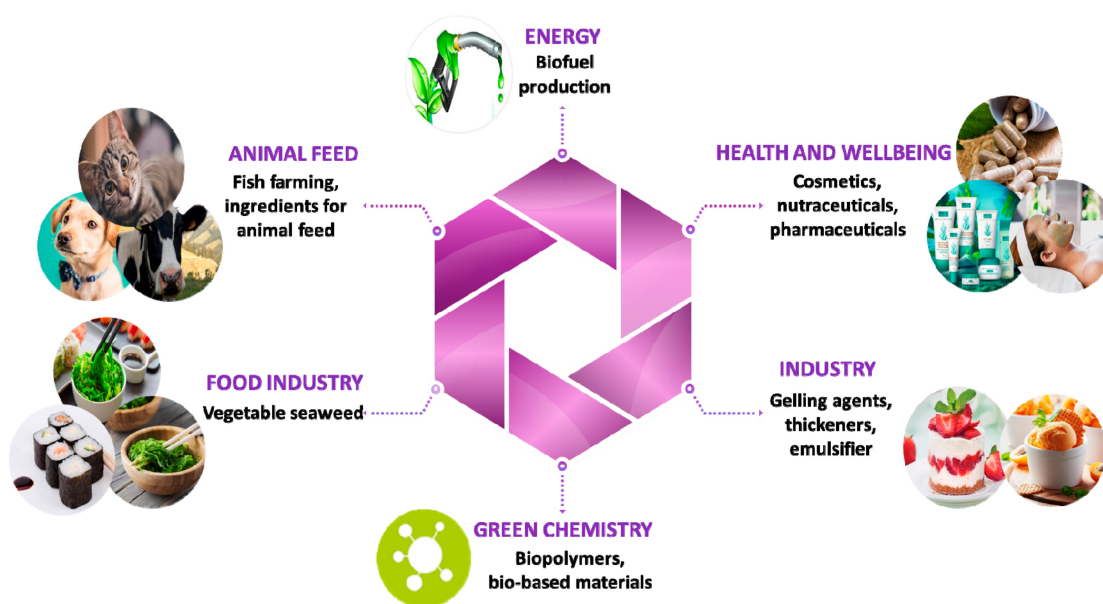 ENERGY
Biofuel
production
ANIMAL FEED
Fish farming,
ingredients for
animal feed
HEALTH AND WELLBEING
Cosmetics,
nutraceuticals,
pharmaceuticals
FOOD INDUSTRY
Vegetable seaweed
INDUSTRY
Gelling agents,
thickeners,
emulsifier
GREEN CHEMISTRY
Biopolymers,
bio-based materials